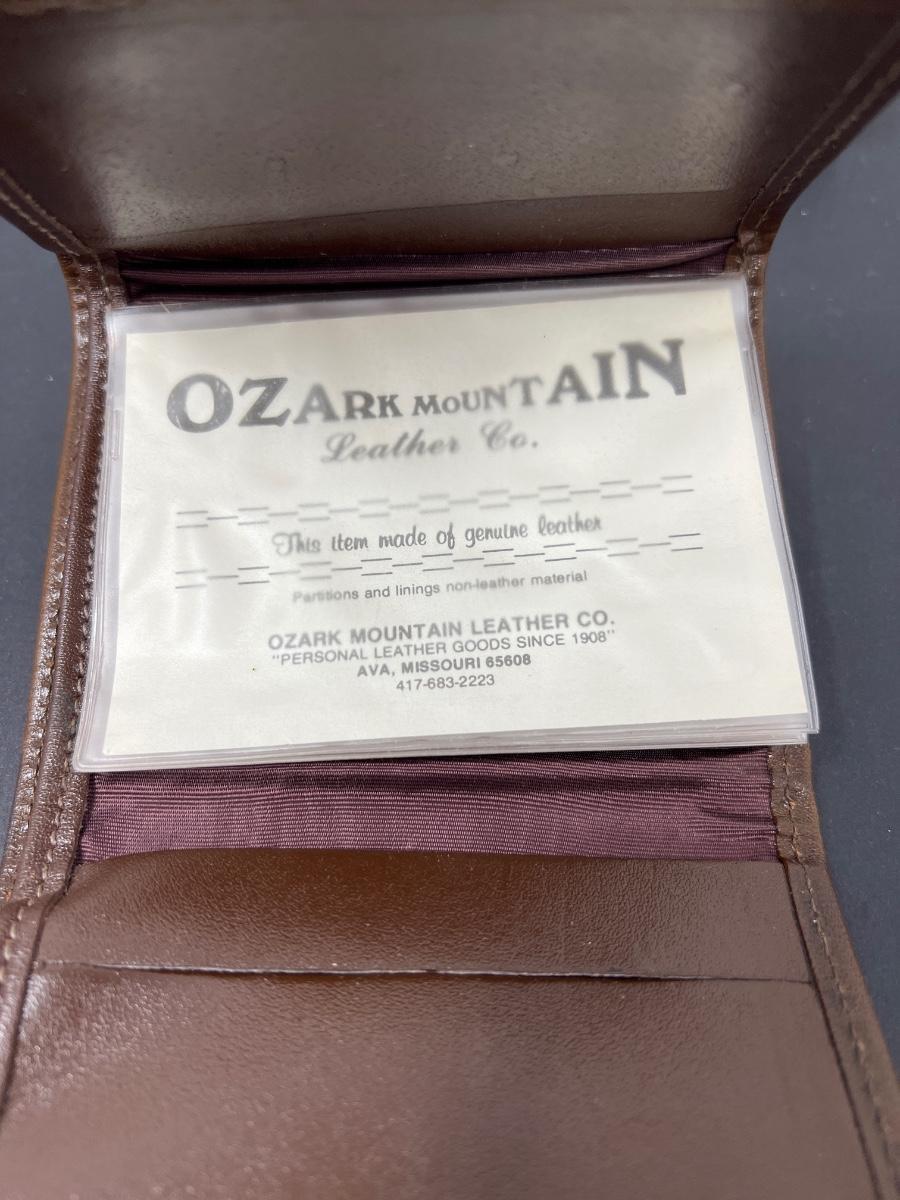 OZARK MOUNTAIN
Leather Co.
This item made of genuine leather
Partitions and linings non-leather material
OZARK MOUNTAIN LEATHER CO.
"PERSONAL LEATHER GOODS SINCE 1908"
AVA, MISSOURI 65608
417-683-2223